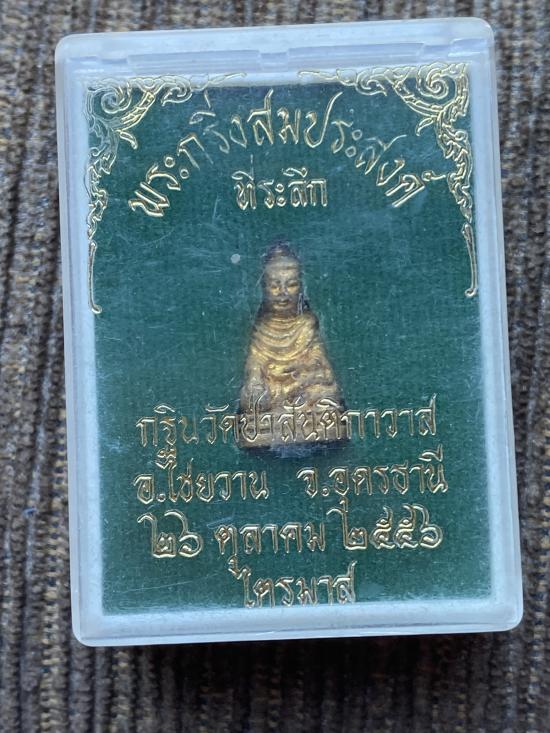 พระกริ่งสมประสงค์
ที่ระลึก
กฐินวัดป่าสันติกาวาส
อ.ไชยวาน จ.อุดรธานี
๒๖ ตุลาคม ๒๕๕๖
ไตรมาส